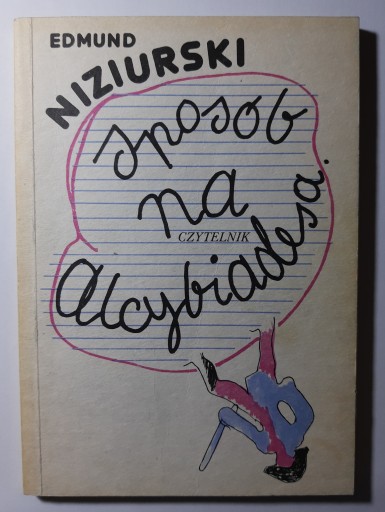 EDMUND
NIZIURSKI
sposób
na
CZYTELNIK
Alcybiadesa.